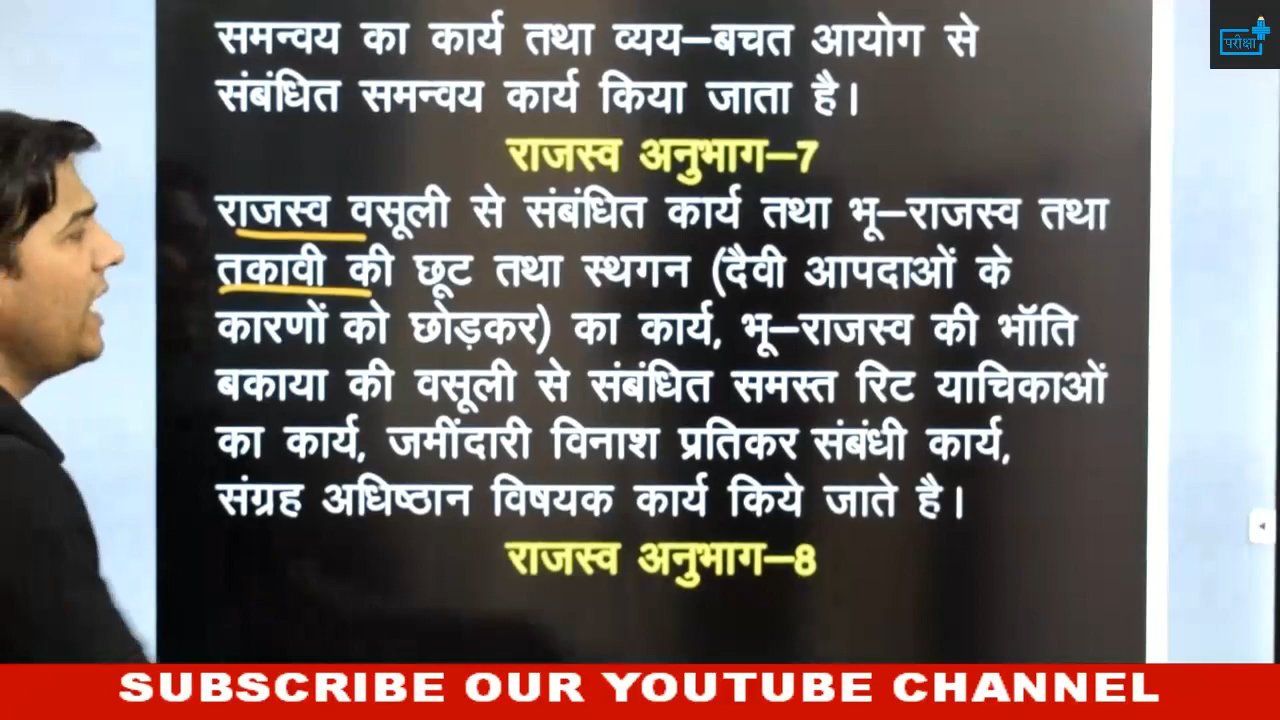 परीक्षा
समन्वय का कार्य तथा व्यय–बचत आयोग से
संबंधित समन्वय कार्य किया जाता है।
राजस्व अनुभाग–7
राजस्व वसूली से संबंधित कार्य तथा भू–राजस्व तथा
तकावी की छूट तथा स्थगन (दैवी आपदाओं के
कारणों को छोड़कर) का कार्य, भू–राजस्व की भॉति
बकाया की वसूली से संबंधित समस्त रिट याचिकाओं
का कार्य, जमींदारी विनाश प्रतिकर संबंधी कार्य,
संग्रह अधिष्ठान विषयक कार्य किये जाते है।
राजस्व अनुभाग–8
SUBSCRIBE OUR YOUTUBE CHANNEL